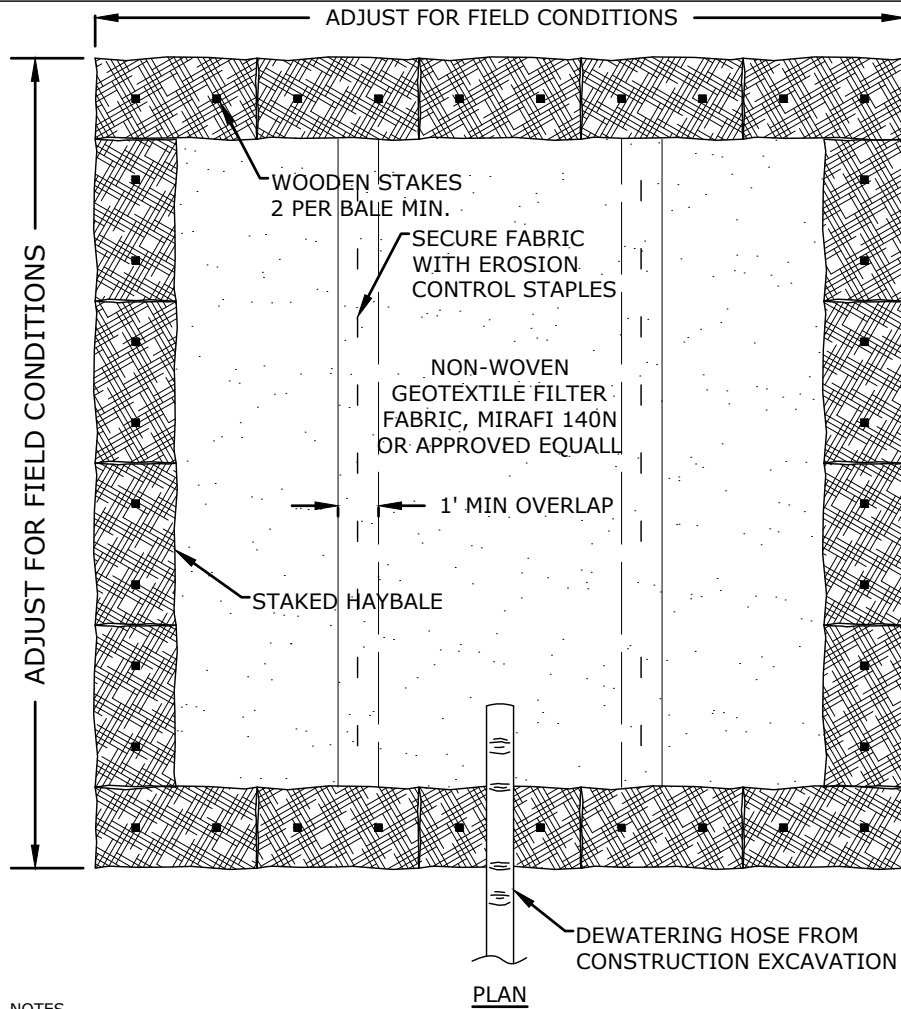 ADJUST FOR FIELD CONDITIONS
ADJUST FOR FIELD CONDITIONS
WOODEN STAKES
2 PER BALE MIN.
SECURE FABRIC
WITH EROSION
CONTROL STAPLES
NON-WOVEN
GEOTEXTILE FILTER
FABRIC, MIRAFI 140N
OR APPROVED EQUALL
1' MIN OVERLAP
STAKED HAYBALE
DEWATERING HOSE FROM
CONSTRUCTION EXCAVATION
PLAN
NOTES